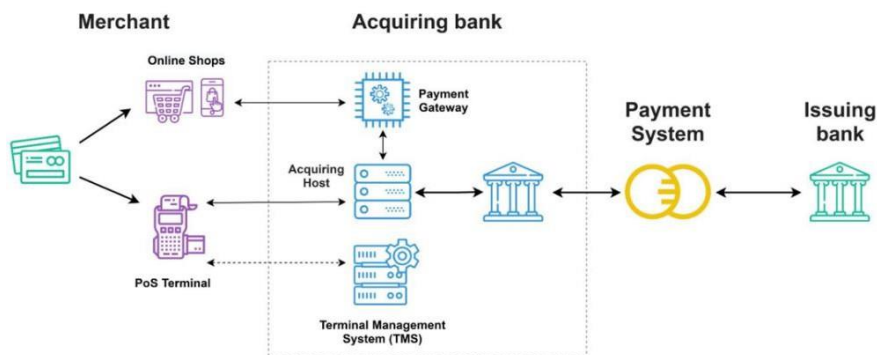 Merchant
Acquiring bank
Online Shops
Payment
Gateway
Payment
System
Issuing
bank
Acquiring
Host
PoS Terminal
Terminal Management
System (TMS)